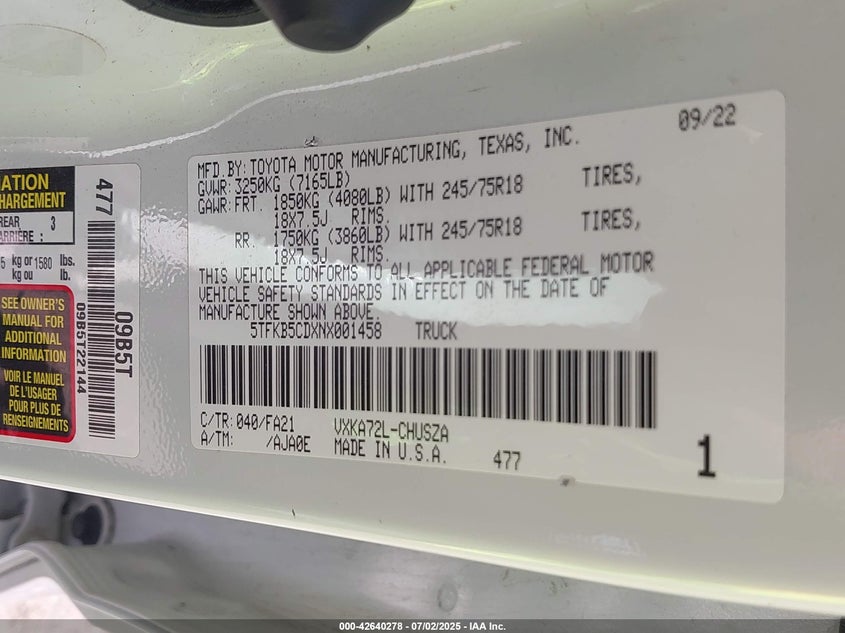 ATION
HARGEMENT
REAR 3
ARRIÈRE :
5 kg or 1580 lbs.
kg ou lb.
SEE OWNER'S
MANUAL FOR
ADDITIONAL
INFORMATION
VOIR LE MANUEL
DE L'USAGER
POUR PLUS DE
RENSEIGNEMENTS
477
09B5T22144
09B5T
09/22
MFD.BY: TOYOTA MOTOR MANUFACTURING, TEXAS, INC.
GVWR: 3250KG (7165LB)
GAWR: FRT. 1850KG (4080LB) WITH 245/75R18 TIRES,
18X7.5J RIMS.
RR. 1750KG (3860LB) WITH 245/75R18 TIRES,
18X7.5J RIMS.
THIS VEHICLE CONFORMS TO ALL APPLICABLE FEDERAL MOTOR
VEHICLE SAFETY STANDARDS IN EFFECT ON THE DATE OF
MANUFACTURE SHOWN ABOVE.
5TFKB5CDXNX001458 TRUCK
C/TR: 040/FA21 VXKA72L-CHUSZA
A/TM: /AJA0E MADE IN U.S.A. 477 1
000-42640278 - 07/02/2025 - IAA Inc.